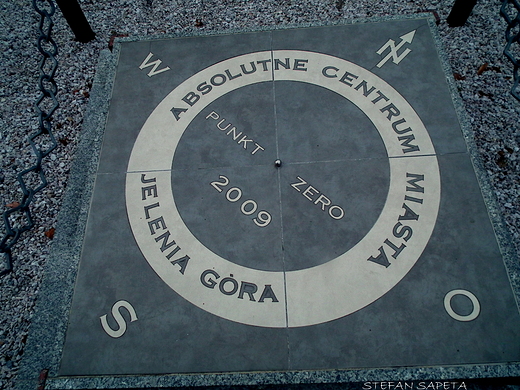 W
N
ABSOLUTNE CENTRUM MIASTA
JELENIA GÓRA
PUNKT ZERO
2009
S
O
STEFAN SAPETA